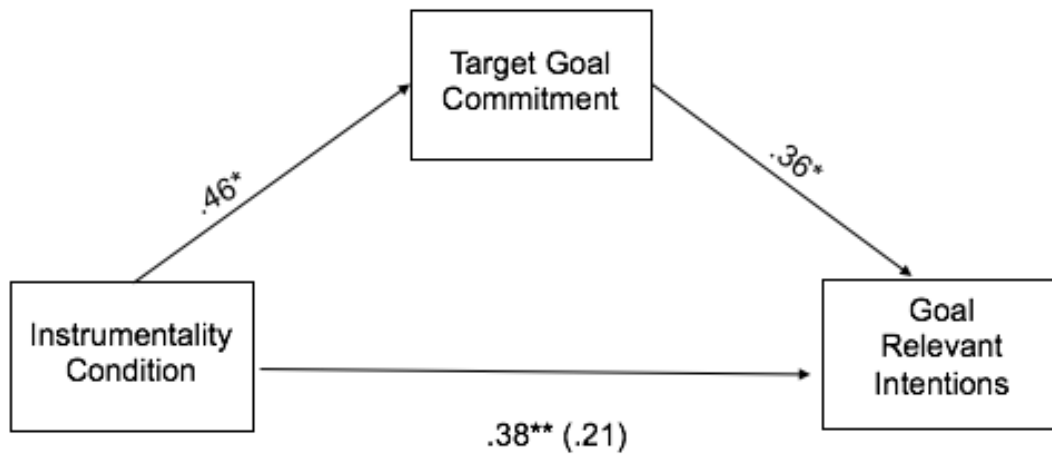 Target Goal
Commitment
.46*
.36*
Instrumentality
Condition
Goal
Relevant
Intentions
.38** (.21)